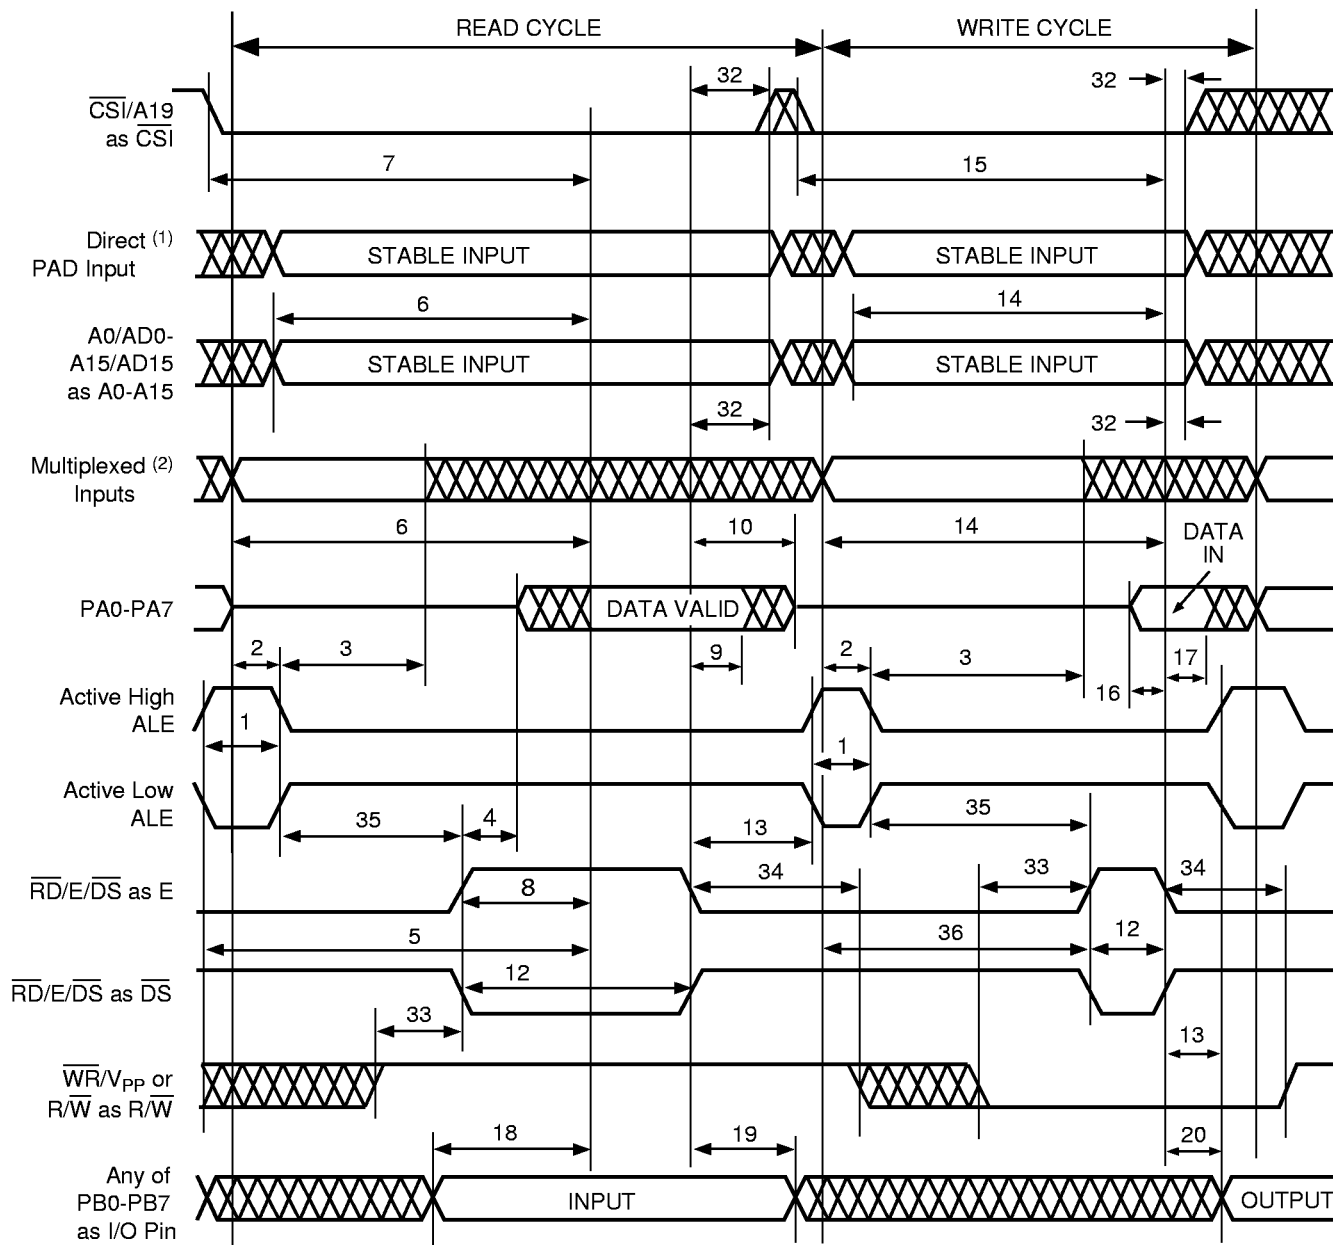 READ CYCLE
WRITE CYCLE
32
32
CSI/A19
as CSI
7
15
Direct (1)
PAD Input
STABLE INPUT
STABLE INPUT
6
14
A0/AD0-
A15/AD15
as A0-A15
STABLE INPUT
STABLE INPUT
32
32
Multiplexed (2)
Inputs
6
10
14
DATA
IN
PA0-PA7
DATA VALID
2
3
9
2
3
17
16
Active High
ALE
1
1
Active Low
ALE
35
4
13
35
RD/E/DS as E
8
34
33
34
5
36
12
RD/E/DS as DS
12
33
13
WR/VPP or
R/W as R/W
18
19
20
Any of
PB0-PB7
as I/O Pin
INPUT
OUTPUT